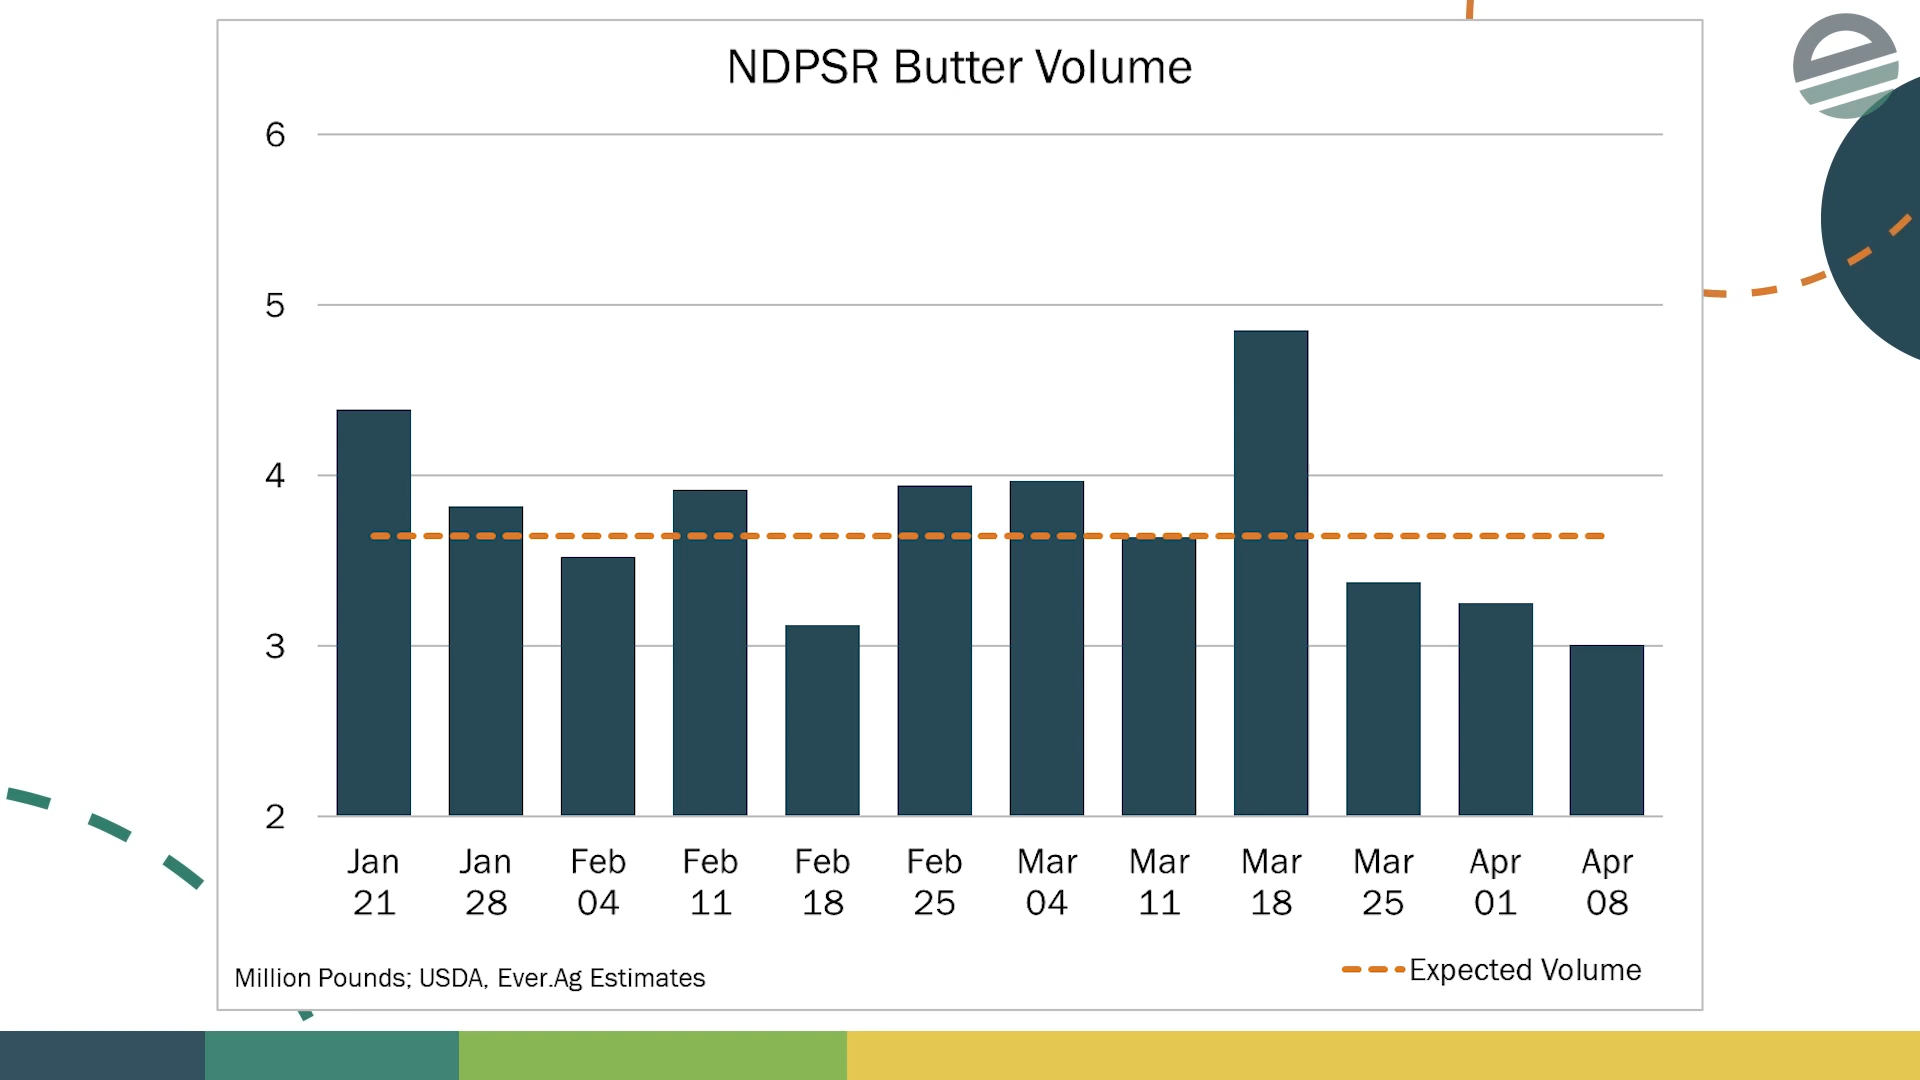 NDPSR Butter Volume
6
5
4
3
2
Jan Jan Feb Feb Feb Feb Mar Mar Mar Mar Apr Apr
21 28 04 11 18 25 04 11 18 25 01 08
Million Pounds; USDA, Ever.Ag Estimates
Expected Volume